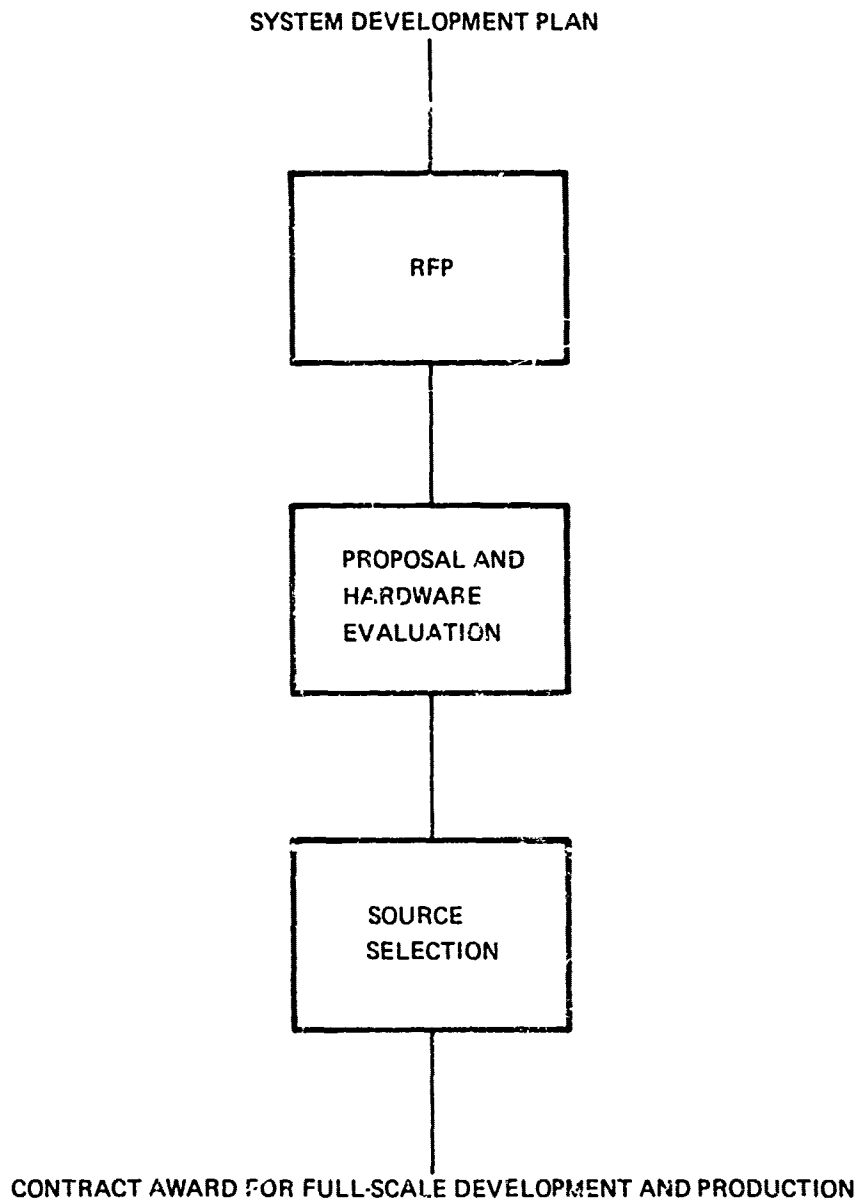 SYSTEM DEVELOPMENT PLAN
RFP
PROPOSAL AND
HARDWARE
EVALUATION
SOURCE
SELECTION
CONTRACT AWARD FOR FULL-SCALE DEVELOPMENT AND PRODUCTION